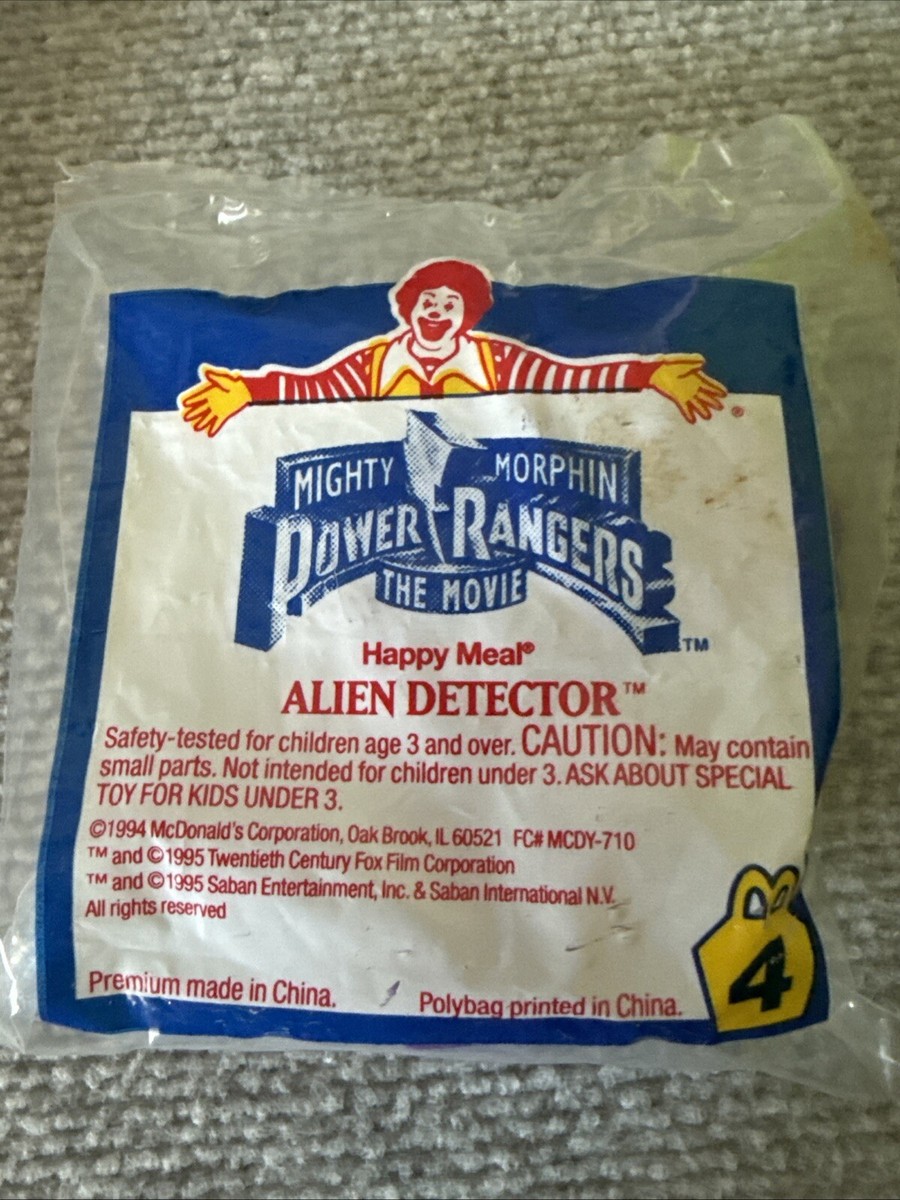 ®
MIGHTY MORPHIN
POWER RANGERS
THE MOVIE
TM
Happy Meal®
ALIEN DETECTOR™
Safety-tested for children age 3 and over. CAUTION: May contain
small parts. Not intended for children under 3. ASK ABOUT SPECIAL
TOY FOR KIDS UNDER 3.
©1994 McDonald's Corporation, Oak Brook, IL 60521 FC# MCDY-710
™ and ©1995 Twentieth Century Fox Film Corporation
™ and ©1995 Saban Entertainment, Inc. & Saban International N.V.
All rights reserved
4
Premium made in China. Polybag printed in China.